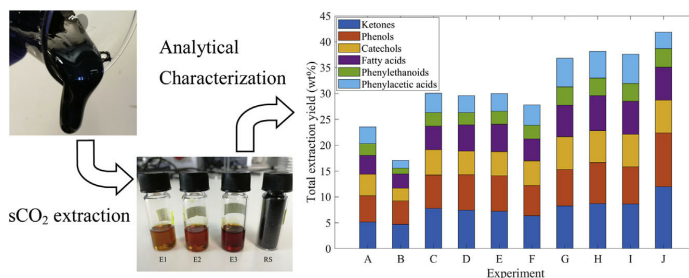 Analytical
Characterization
sCO₂ extraction
E1 E2 E3 RS
Total extraction yield (wt%)
45
40
35
30
25
20
15
10
5
0
Ketones
Phenols
Catechols
Fatty acids
Phenylethanoids
Phenylacetic acids
A B C D E F G H I J
Experiment